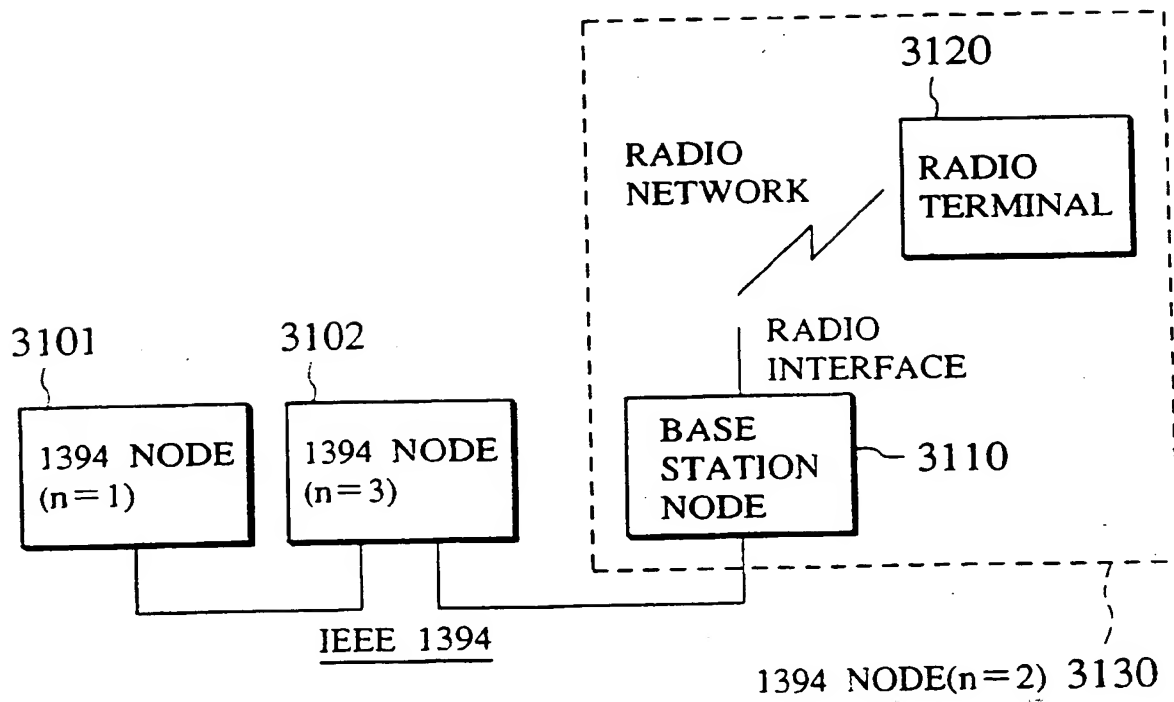 3120
RADIO
NETWORK
RADIO
TERMINAL
3101
3102
RADIO
INTERFACE
1394 NODE
(n=1)
1394 NODE
(n=3)
BASE
STATION
NODE
3110
IEEE 1394
1394 NODE(n=2) 3130